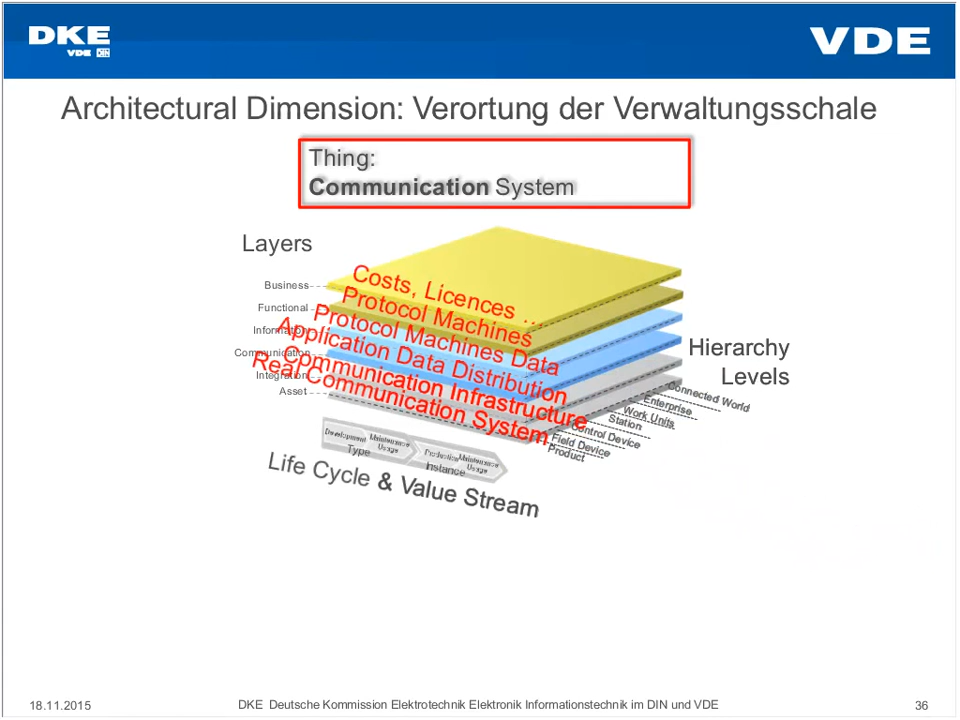 DKE
VDE DIN
VDE
Architectural Dimension: Verortung der Verwaltungsschale
Thing:
Communication System
Layers
Business
Functional
Information
Communication
Integration
Asset
Costs, Licences ...
Protocol Machines
Protocol Machines Data
Application Data Distribution
Communication Infrastructure
Real Communication System
Hierarchy
Levels
Connected World
Enterprise
Work Units
Station
Control Device
Field Device
Product
Development
Maintenance
Usage
Type
Production
Maintenance
Usage
Instance
Life Cycle & Value Stream
18.11.2015
DKE Deutsche Kommission Elektrotechnik Elektronik Informationstechnik im DIN und VDE
36